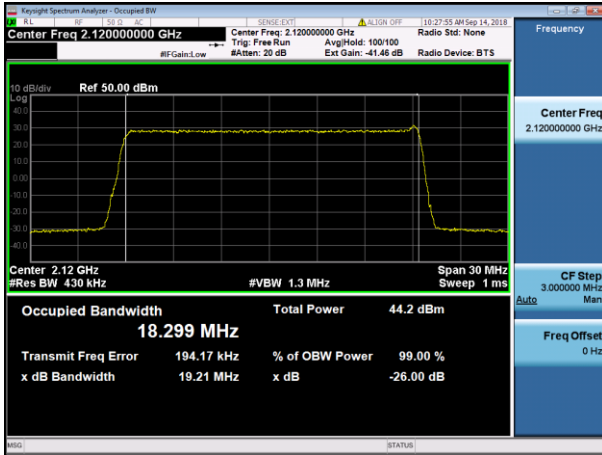 Keysight Spectrum Analyzer - Occupied BW
RL RF 50 Ω AC SENSE:EXT ALIGN OFF 10:27:55 AM Sep 14, 2018
Center Freq 2.120000000 GHz
Center Freq: 2.120000000 GHz Radio Std: None
Trig: Free Run Avg|Hold: 100/100
#IFGain:Low #Atten: 20 dB Ext Gain: -41.46 dB Radio Device: BTS
Frequency
10 dB/div Ref 50.00 dBm
Log
40.0
30.0
20.0
10.0
0.00
-10.0
-20.0
-30.0
-40.0
Center 2.12 GHz Span 30 MHz
#Res BW 430 kHz #VBW 1.3 MHz Sweep 1 ms
Occupied Bandwidth Total Power 44.2 dBm
18.299 MHz
Transmit Freq Error 194.17 kHz % of OBW Power 99.00 %
x dB Bandwidth 19.21 MHz x dB -26.00 dB
Center Freq
2.120000000 GHz
CF Step
3.000000 MHz
Auto Man
Freq Offset
0 Hz
MSG STATUS